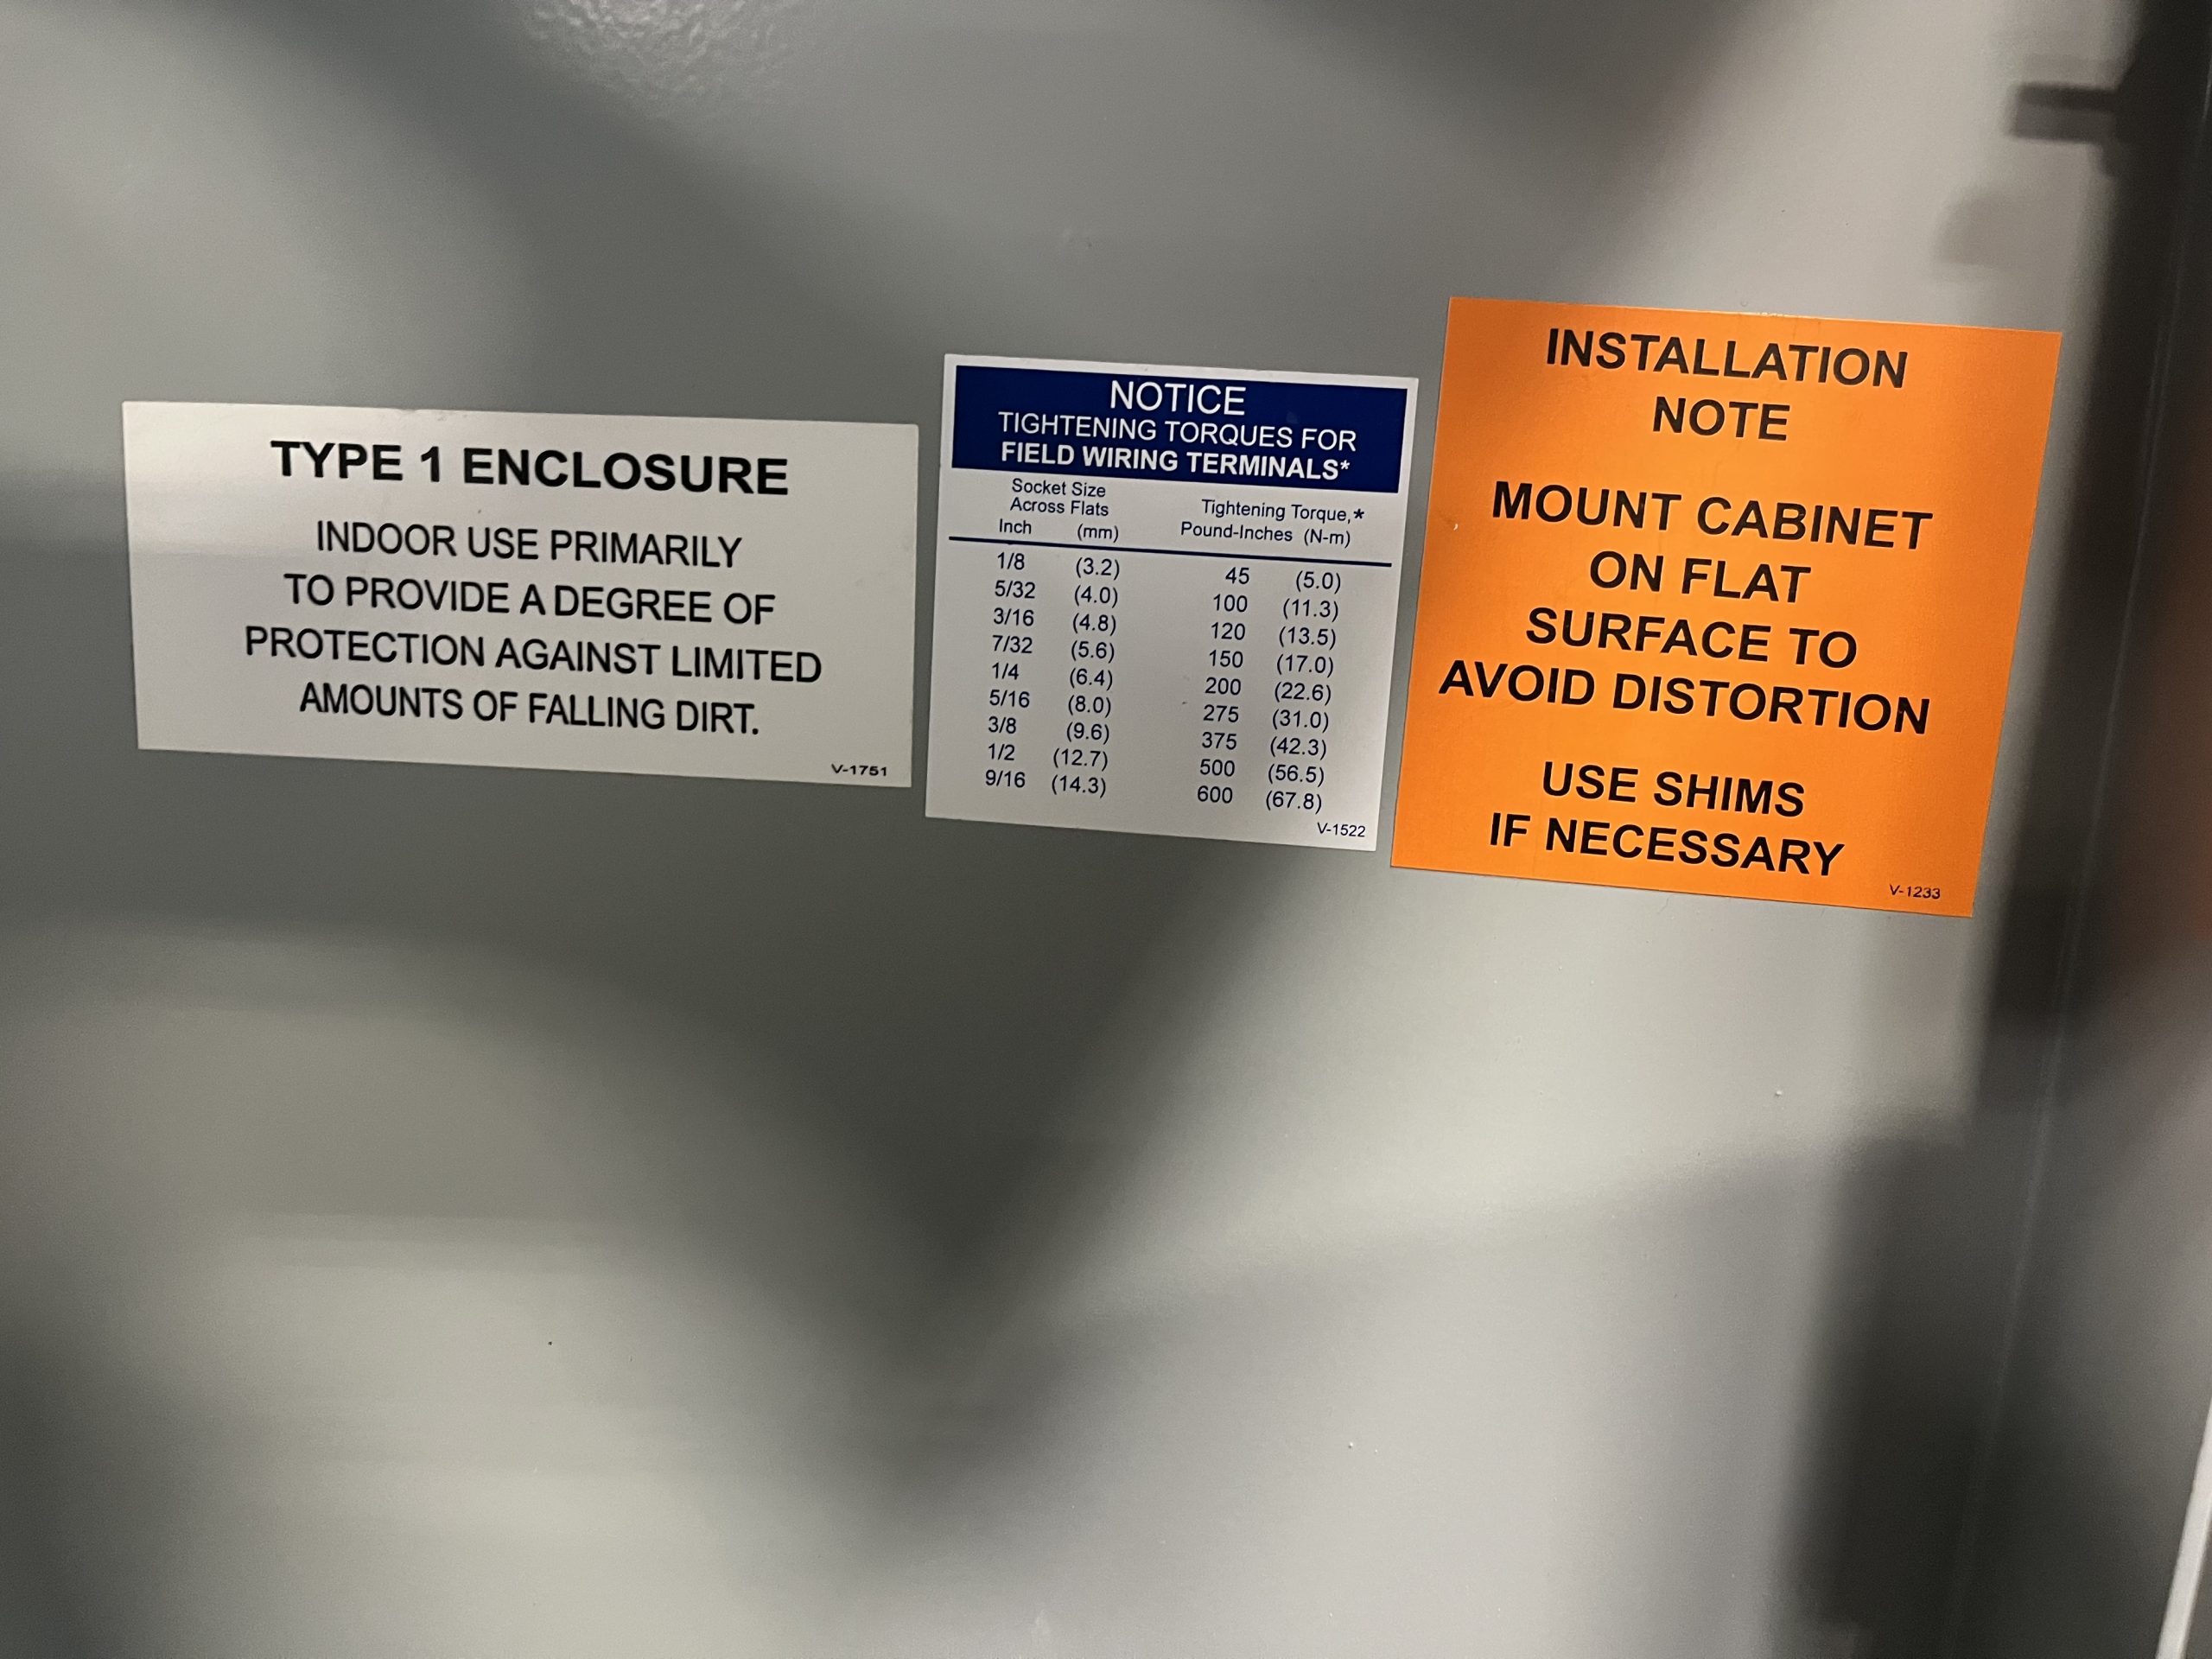 TYPE 1 ENCLOSURE
INDOOR USE PRIMARILY
TO PROVIDE A DEGREE OF
PROTECTION AGAINST LIMITED
AMOUNTS OF FALLING DIRT.
V-1751
NOTICE
TIGHTENING TORQUES FOR
FIELD WIRING TERMINALS*
Socket Size
Across Flats
Inch (mm)
Tightening Torque,*
Pound-Inches (N-m)
1/8 (3.2) 45 (5.0)
5/32 (4.0) 100 (11.3)
3/16 (4.8) 120 (13.5)
7/32 (5.6) 150 (17.0)
1/4 (6.4) 200 (22.6)
5/16 (8.0) 275 (31.0)
3/8 (9.6) 375 (42.3)
1/2 (12.7) 500 (56.5)
9/16 (14.3) 600 (67.8)
V-1522
INSTALLATION
NOTE
MOUNT CABINET
ON FLAT
SURFACE TO
AVOID DISTORTION
USE SHIMS
IF NECESSARY
V-1233